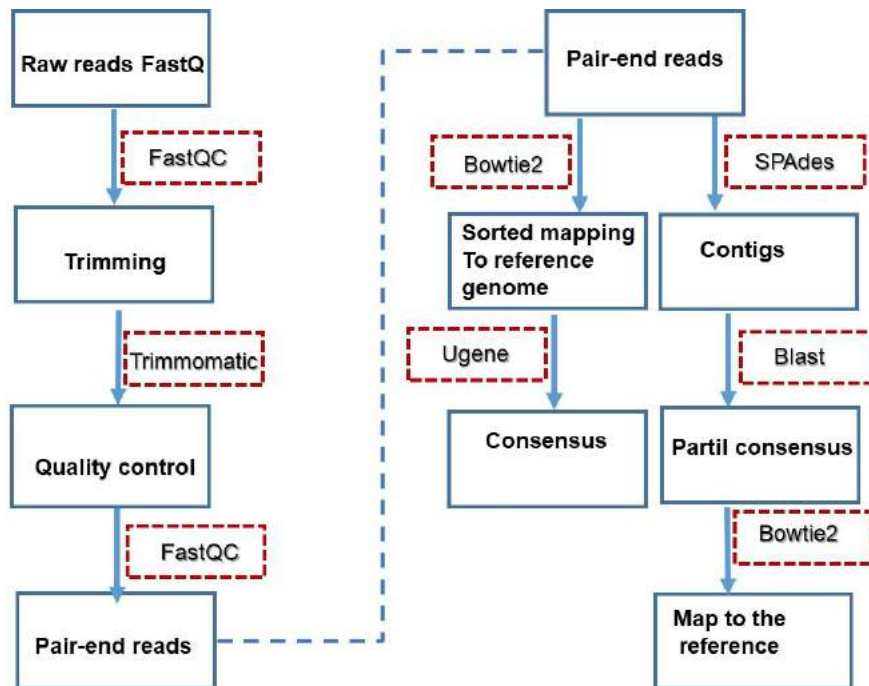 Raw reads FastQ
FastQC
Trimming
Trimmomatic
Quality control
FastQC
Pair-end reads
Pair-end reads
Bowtie2
SPAdes
Sorted mapping
To reference
genome
Contigs
Ugene
Blast
Consensus
Partil consensus
Bowtie2
Map to the
reference